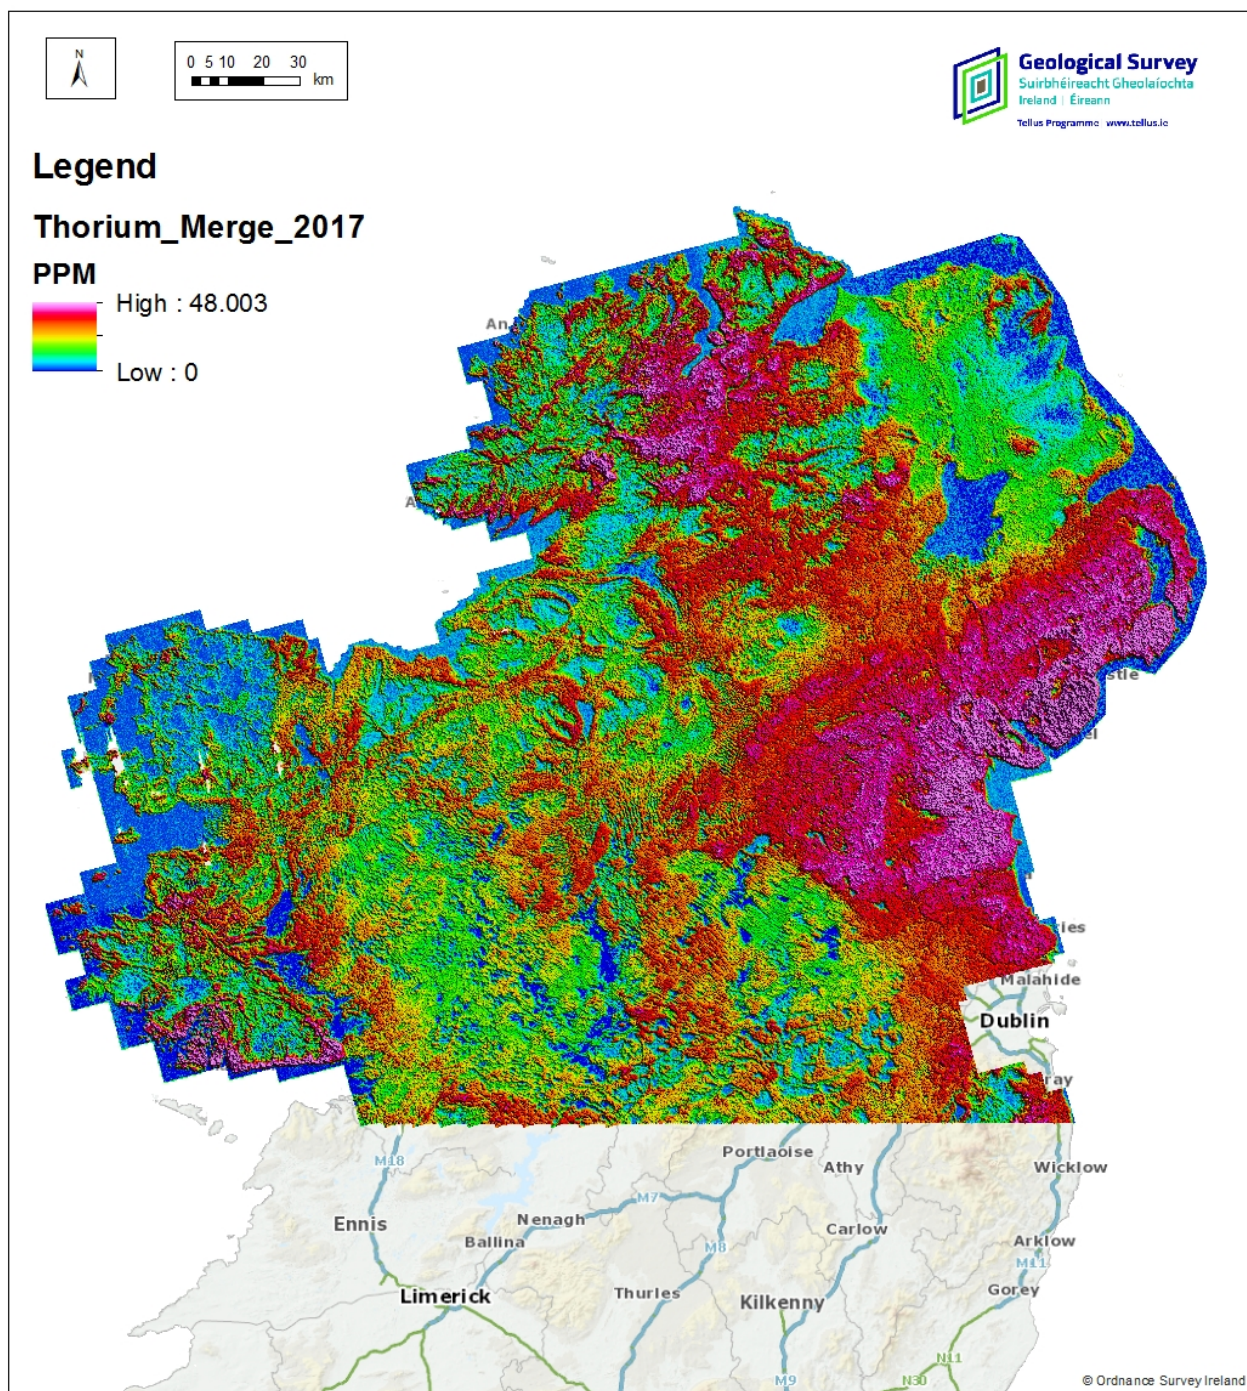 N
0 5 10 20 30
km
Geological Survey
Suirbhéireacht Gheolaíochta
Ireland | Éireann
Tellus Programme www.tellus.ie
Legend
Thorium_Merge_2017
PPM
High : 48.003
Low : 0
Malahide
Dublin
M18
Portlaoise
Athy
Wicklow
M7
Ennis
Nenagh
Ballina
M8
Carlow
Arklow
M11
Limerick
Thurles
Kilkenny
Gorey
N11
M9
N30
© Ordnance Survey Ireland